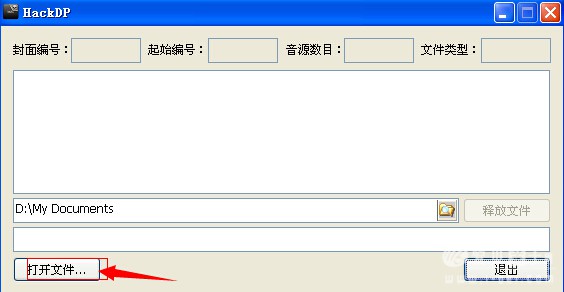 HackDP
封面编号： 起始编号： 音源数目： 文件类型：
D:\My Documents
释放文件
打开文件... 退出